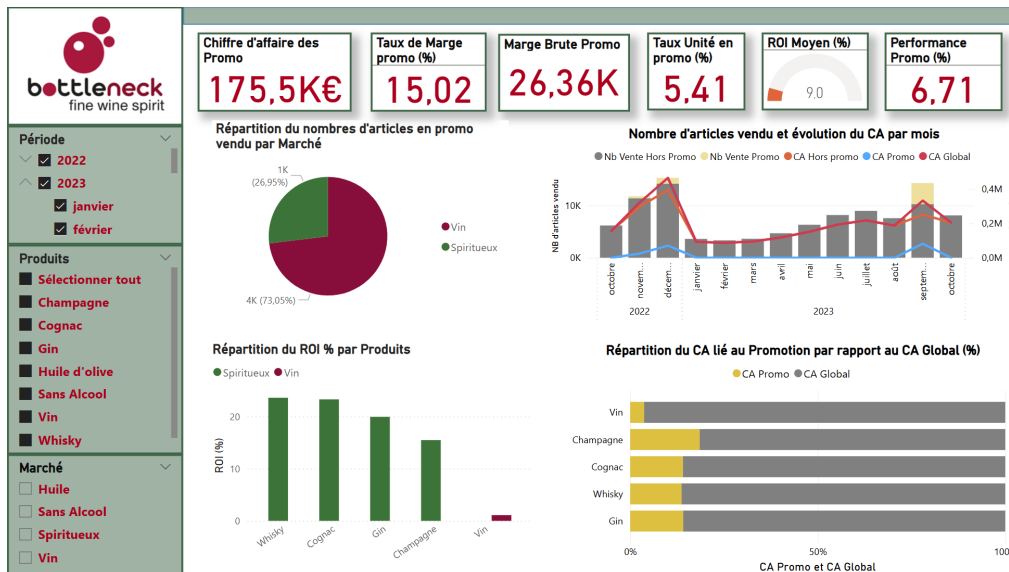 bottleneck
fine wine spirit
Période
2022
2023
janvier
février
Produits
Sélectionner tout
Champagne
Cognac
Gin
Huile d'olive
Sans Alcool
Vin
Whisky
Marché
Huile
Sans Alcool
Spiritueux
Vin
Chiffre d'affaire des
Promo
175,5K€
Taux de Marge
promo (%)
15,02
Marge Brute Promo
26,36K
Taux Unité en
promo (%)
5,41
ROI Moyen (%)
9.0
Performance
Promo (%)
6,71
Répartition du nombres d'articles en promo
vendu par Marché
1K
(26,95%)
4K (73,05%)
Vin
Spiritueux
Nombre d'articles vendu et évolution du CA par mois
Nb Vente Hors Promo Nb Vente Promo CA Hors promo CA Promo CA Global
NB d'articles vendu
10K
0K
0,4M
0,2M
0,0M
octobre
novem...
décem...
janvier
février
mars
avril
mai
juin
juillet
août
septem...
octobre
2022
2023
Répartition du ROI % par Produits
Spiritueux Vin
ROI (%)
20
10
0
Whisky
Cognac
Gin
Champagne
Vin
Répartition du CA lié au Promotion par rapport au CA Global (%)
CA Promo CA Global
Vin
Champagne
Cognac
Whisky
Gin
0%
50%
100
CA Promo et CA Global